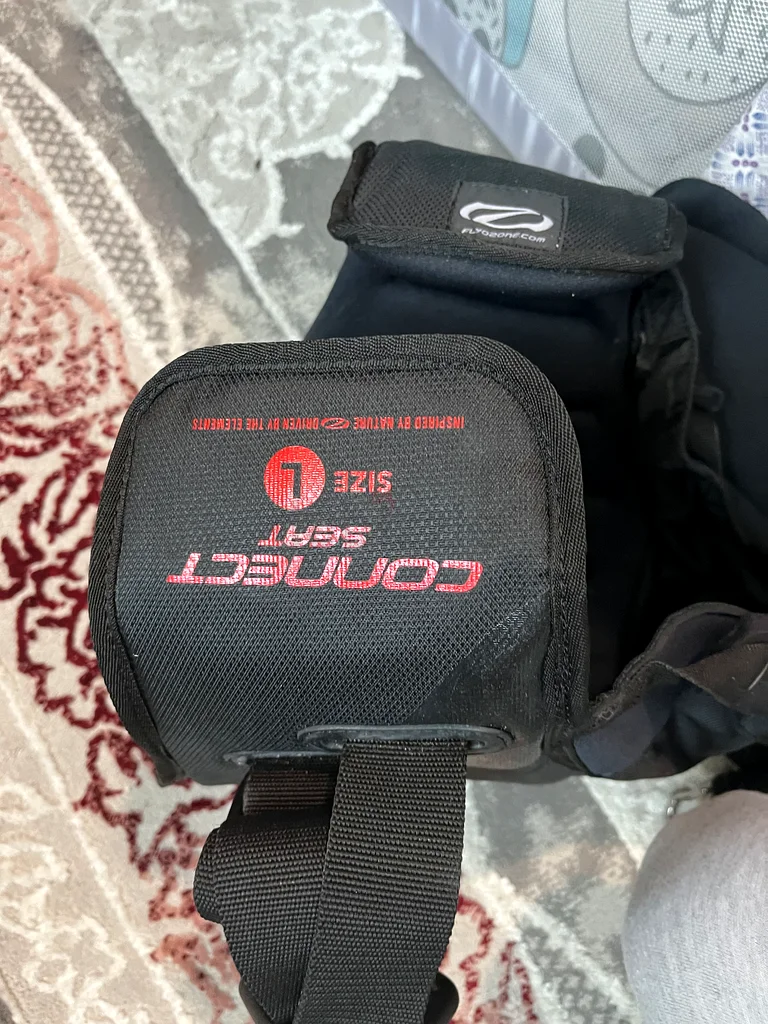 FLYOZONE.COM
CONNECT
SEAT
SIZE L
INSPIRED BY NATURE DRIVEN BY THE ELEMENTS